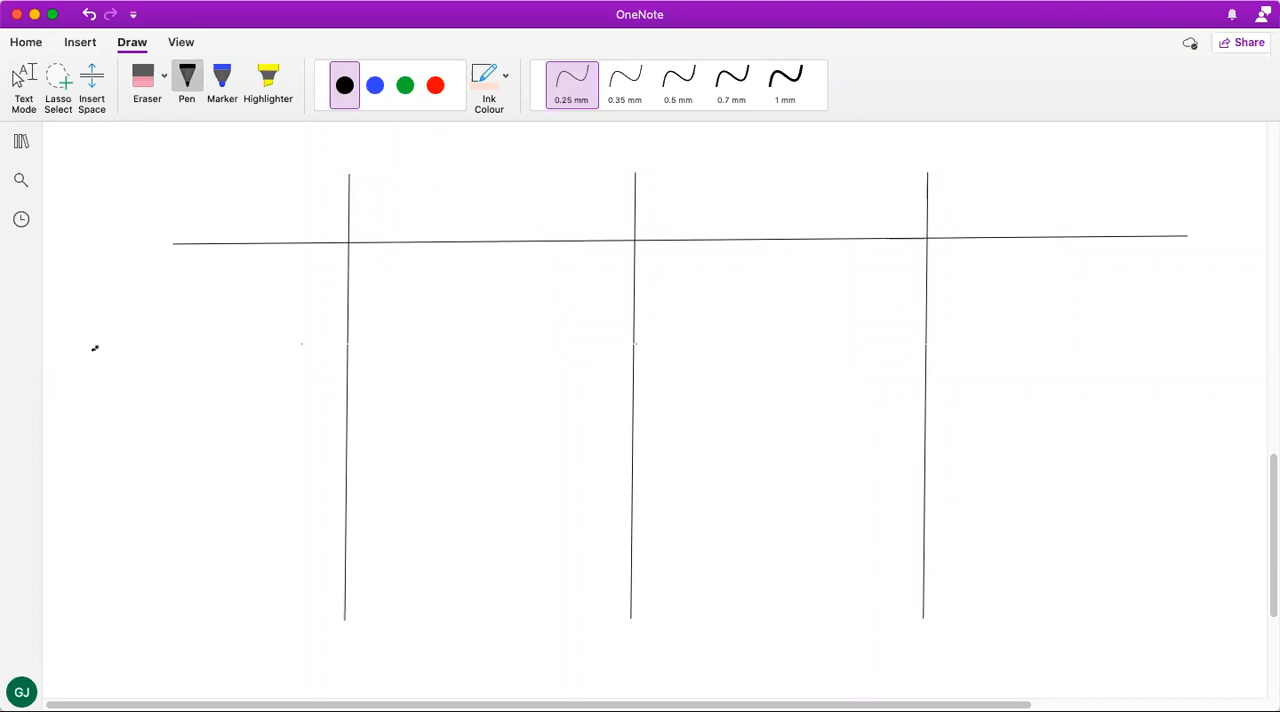 OneNote
Home Insert Draw View Share
Text Mode
Lasso Select
Insert Space
Eraser
Pen
Marker
Highlighter
Ink Colour
0.25 mm
0.35 mm
0.5 mm
0.7 mm
1 mm
GJ